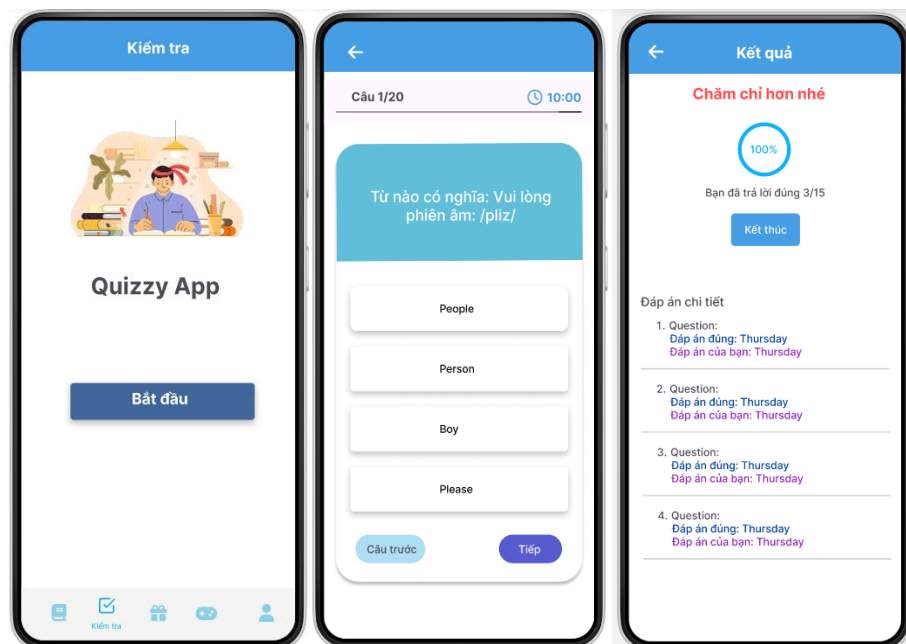 Kiểm tra
Quizzy App
Bắt đầu
Kiểm tra
Câu 1/20
10:00
Từ nào có nghĩa: Vui lòng
phiên âm: /pliz/
People
Person
Boy
Please
Câu trước
Tiếp
Kết quả
Chăm chỉ hơn nhé
100%
Bạn đã trả lời đúng 3/15
Kết thúc
Đáp án chi tiết
1. Question:
Đáp án đúng: Thursday
Đáp án của bạn: Thursday
2. Question:
Đáp án đúng: Thursday
Đáp án của bạn: Thursday
3. Question:
Đáp án đúng: Thursday
Đáp án của bạn: Thursday
4. Question:
Đáp án đúng: Thursday
Đáp án của bạn: Thursday